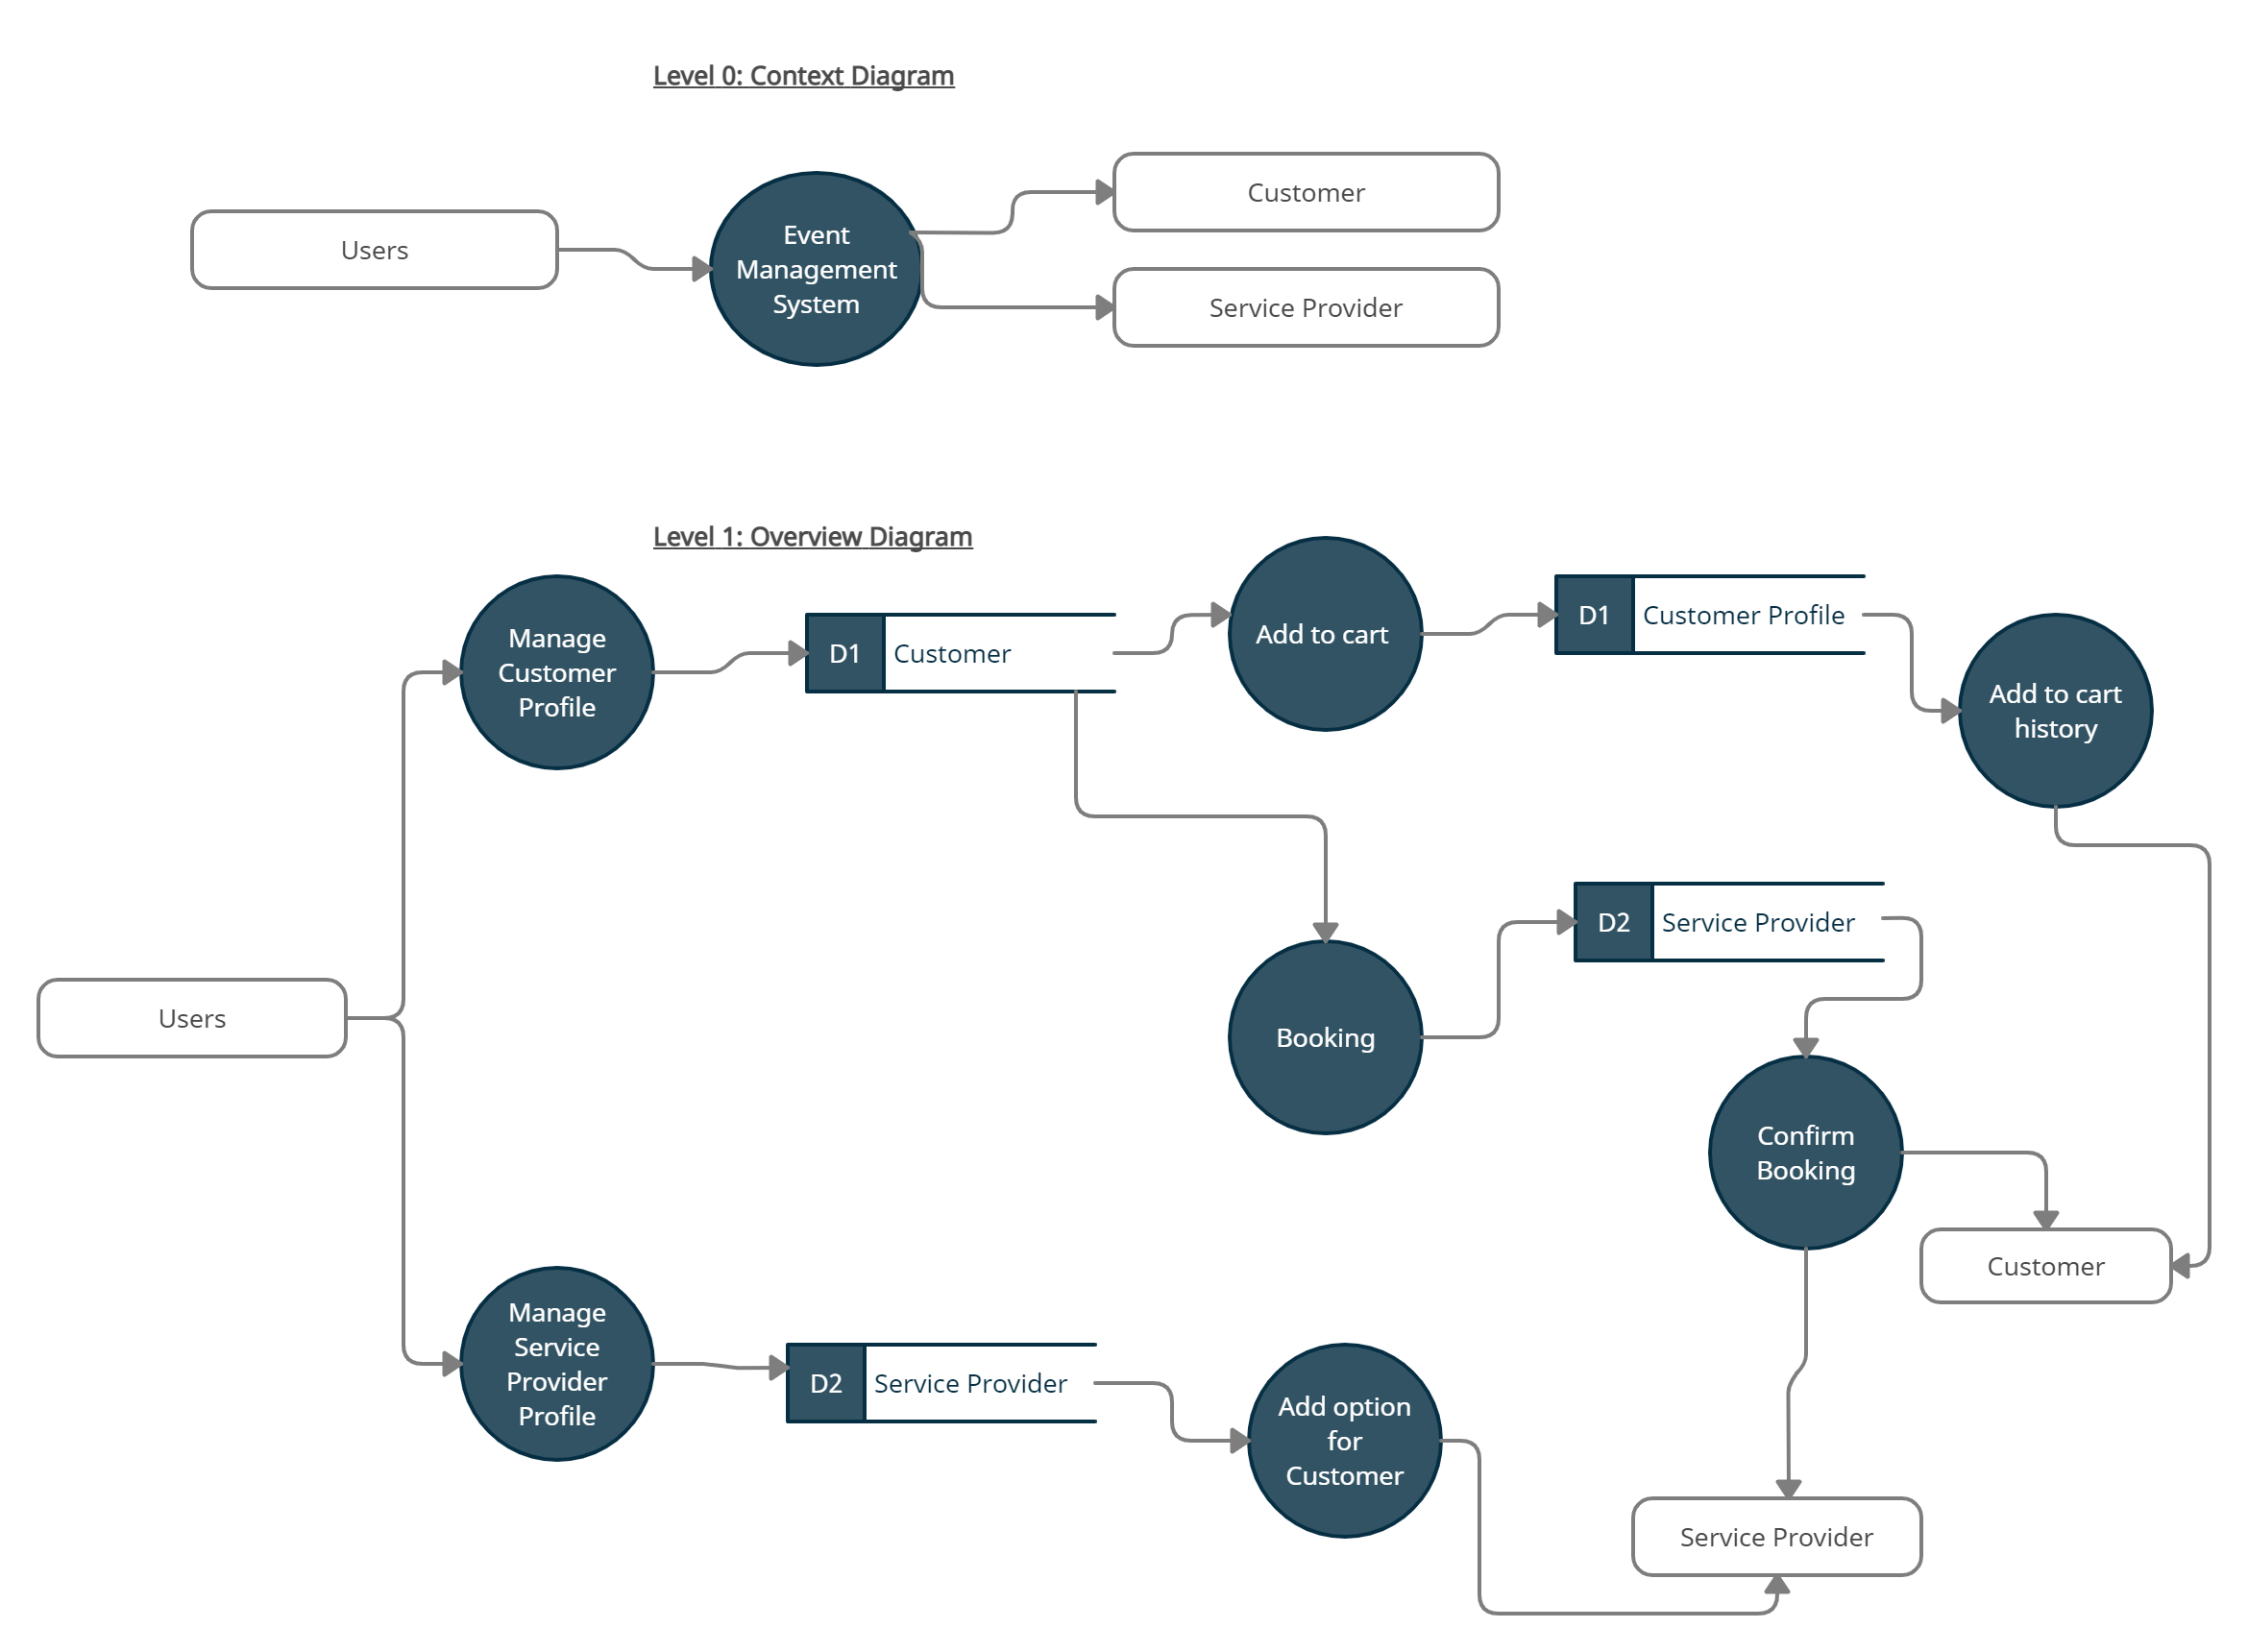 Level 0: Context Diagram
Users
Event
Management
System
Customer
Service Provider
Level 1: Overview Diagram
Manage
Customer
Profile
D1
Customer
Add to cart
D1
Customer Profile
Add to cart
history
Users
Booking
D2
Service Provider
Confirm
Booking
Customer
Manage
Service
Provider
Profile
D2
Service Provider
Add option
for
Customer
Service Provider